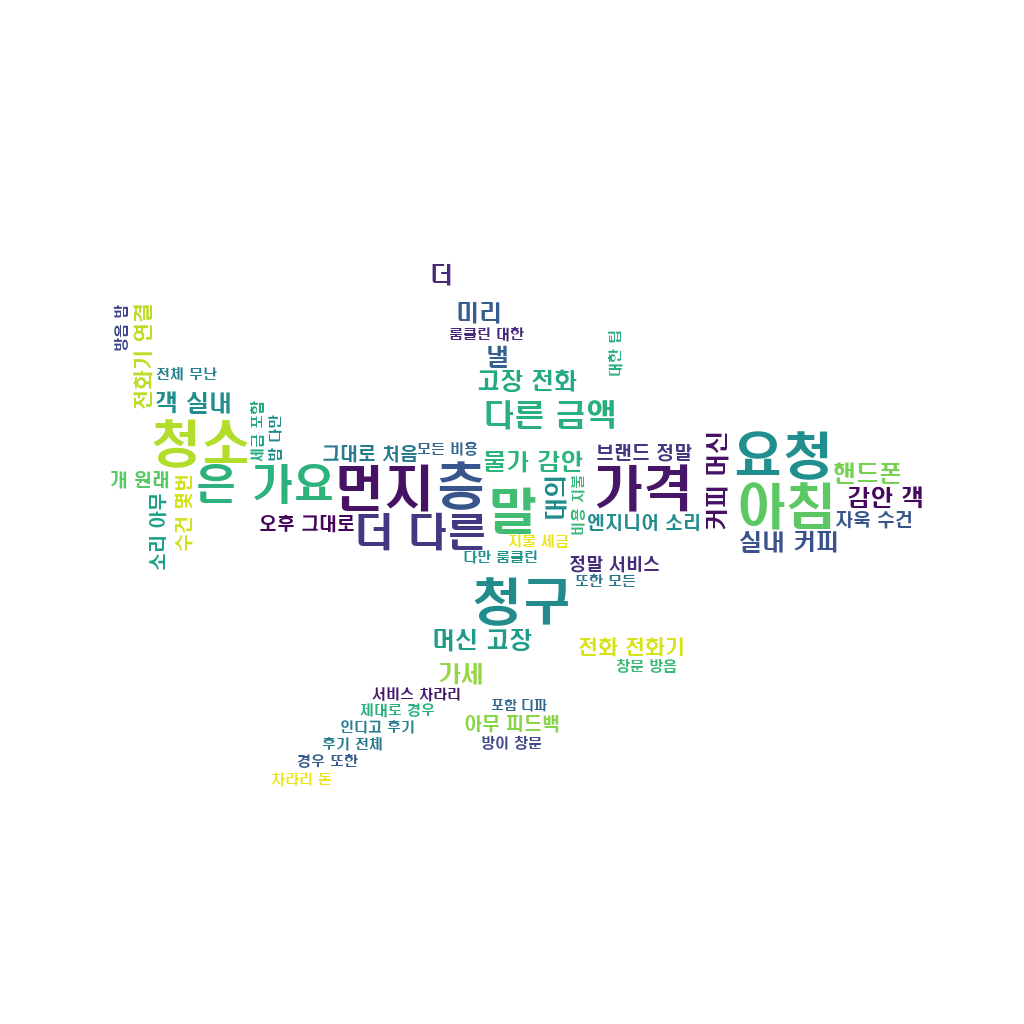 더
미리
룸클린 대한
낼
고장 전화
다른 금액
대한 팁
방음 밤
전화기 연결
전체 무난
객 실내
세금 포함
밤 다만
청소
그대로 처음
모든 비용
물가 감안
브랜드 정말
커피 머신
요청
핸드폰
개 원래
은 가요
먼지
층
말
대의
비용 지불
가격
아침
감안 객
소리 아무
수건 몇번
오후 그대로
더 다른
지불 세금
엔지니어 소리
자욱 수건
실내 커피
다만 룸클린
정말 서비스
또한 모든
청구
머신 고장
전화 전화기
창문 방음
가세
서비스 차라리
제대로 경우
포함 디파
인디고 후기
아무 피드백
후기 전체
방이 창문
경우 또한
차라리 돈